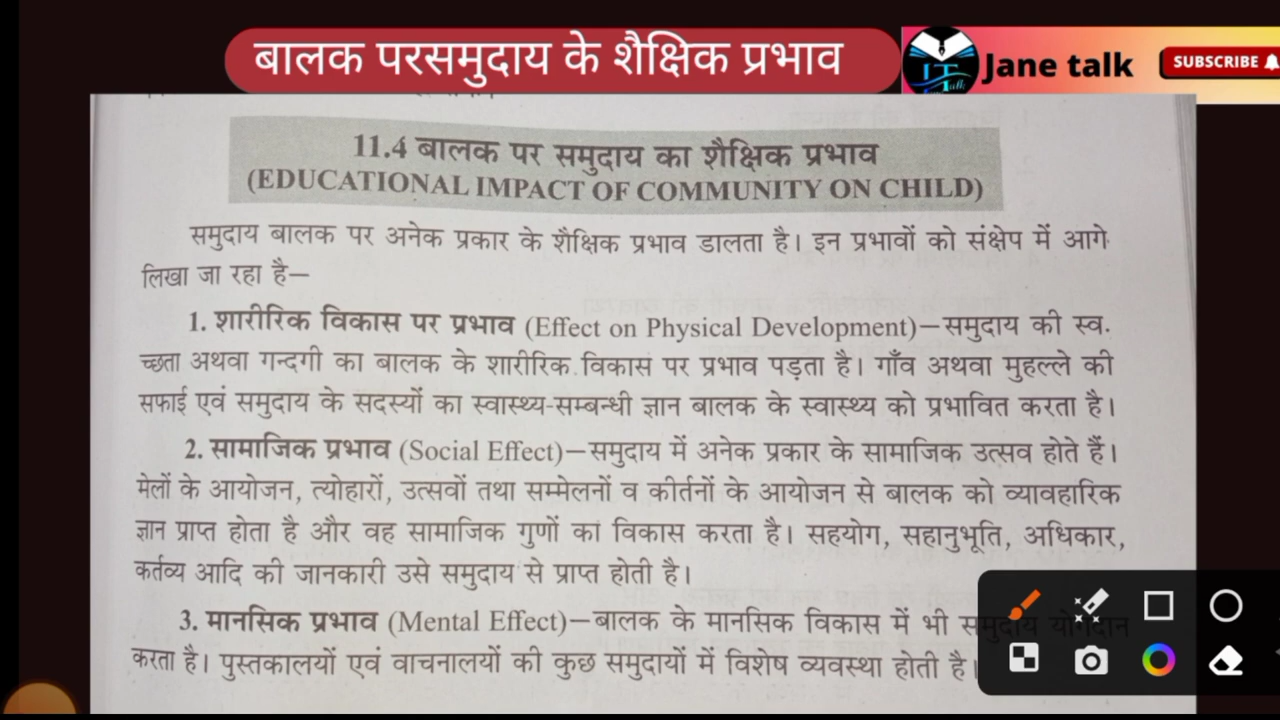 बालक परसमुदाय के शैक्षिक प्रभाव
Jane talk
SUBSCRIBE
11.4 बालक पर समुदाय का शैक्षिक प्रभाव
(EDUCATIONAL IMPACT OF COMMUNITY ON CHILD)
समुदाय बालक पर अनेक प्रकार के शैक्षिक प्रभाव डालता है। इन प्रभावों को संक्षेप में आगे
लिखा जा रहा है—
1. शारीरिक विकास पर प्रभाव (Effect on Physical Development)—समुदाय की स्व.
च्छता अथवा गन्दगी का बालक के शारीरिक विकास पर प्रभाव पड़ता है। गाँव अथवा मुहल्ले की
सफाई एवं समुदाय के सदस्यों का स्वास्थ्य-सम्बन्धी ज्ञान बालक के स्वास्थ्य को प्रभावित करता है।
2. सामाजिक प्रभाव (Social Effect)—समुदाय में अनेक प्रकार के सामाजिक उत्सव होते हैं।
मेलों के आयोजन, त्योहारों, उत्सवों तथा सम्मेलनों व कीर्तनों के आयोजन से बालक को व्यावहारिक
ज्ञान प्राप्त होता है और वह सामाजिक गुणों का विकास करता है। सहयोग, सहानुभूति, अधिकार,
कर्तव्य आदि की जानकारी उसे समुदाय से प्राप्त होती है।
3. मानसिक प्रभाव (Mental Effect)—बालक के मानसिक विकास में भी समुदाय योगदान
करता है। पुस्तकालयों एवं वाचनालयों की कुछ समुदायों में विशेष व्यवस्था होती है।